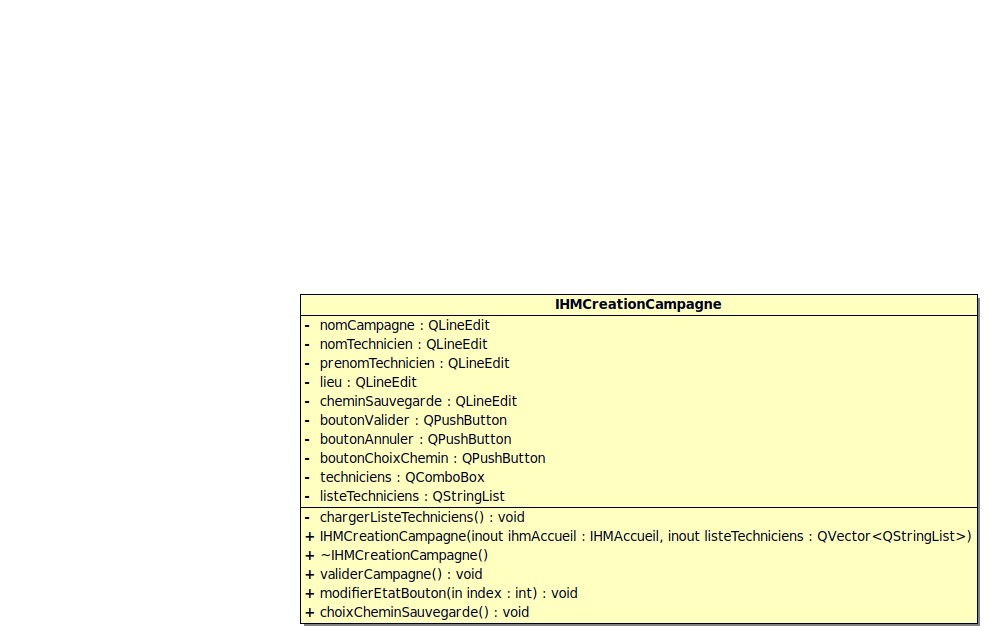 IHMCreationCampagne
- nomCampagne : QLineEdit
- nomTechnicien : QLineEdit
- prenomTechnicien : QLineEdit
- lieu : QLineEdit
- cheminSauvegarde : QLineEdit
- boutonValider : QPushButton
- boutonAnnuler : QPushButton
- boutonChoixChemin : QPushButton
- techniciens : QComboBox
- listeTechniciens : QStringList
- chargerListeTechniciens() : void
+ IHMCreationCampagne(inout ihmAccueil : IHMAccueil, inout listeTechniciens : QVector<QStringList>)
+ ~IHMCreationCampagne()
+ validerCampagne() : void
+ modifierEtatBouton(in index : int) : void
+ choixCheminSauvegarde() : void